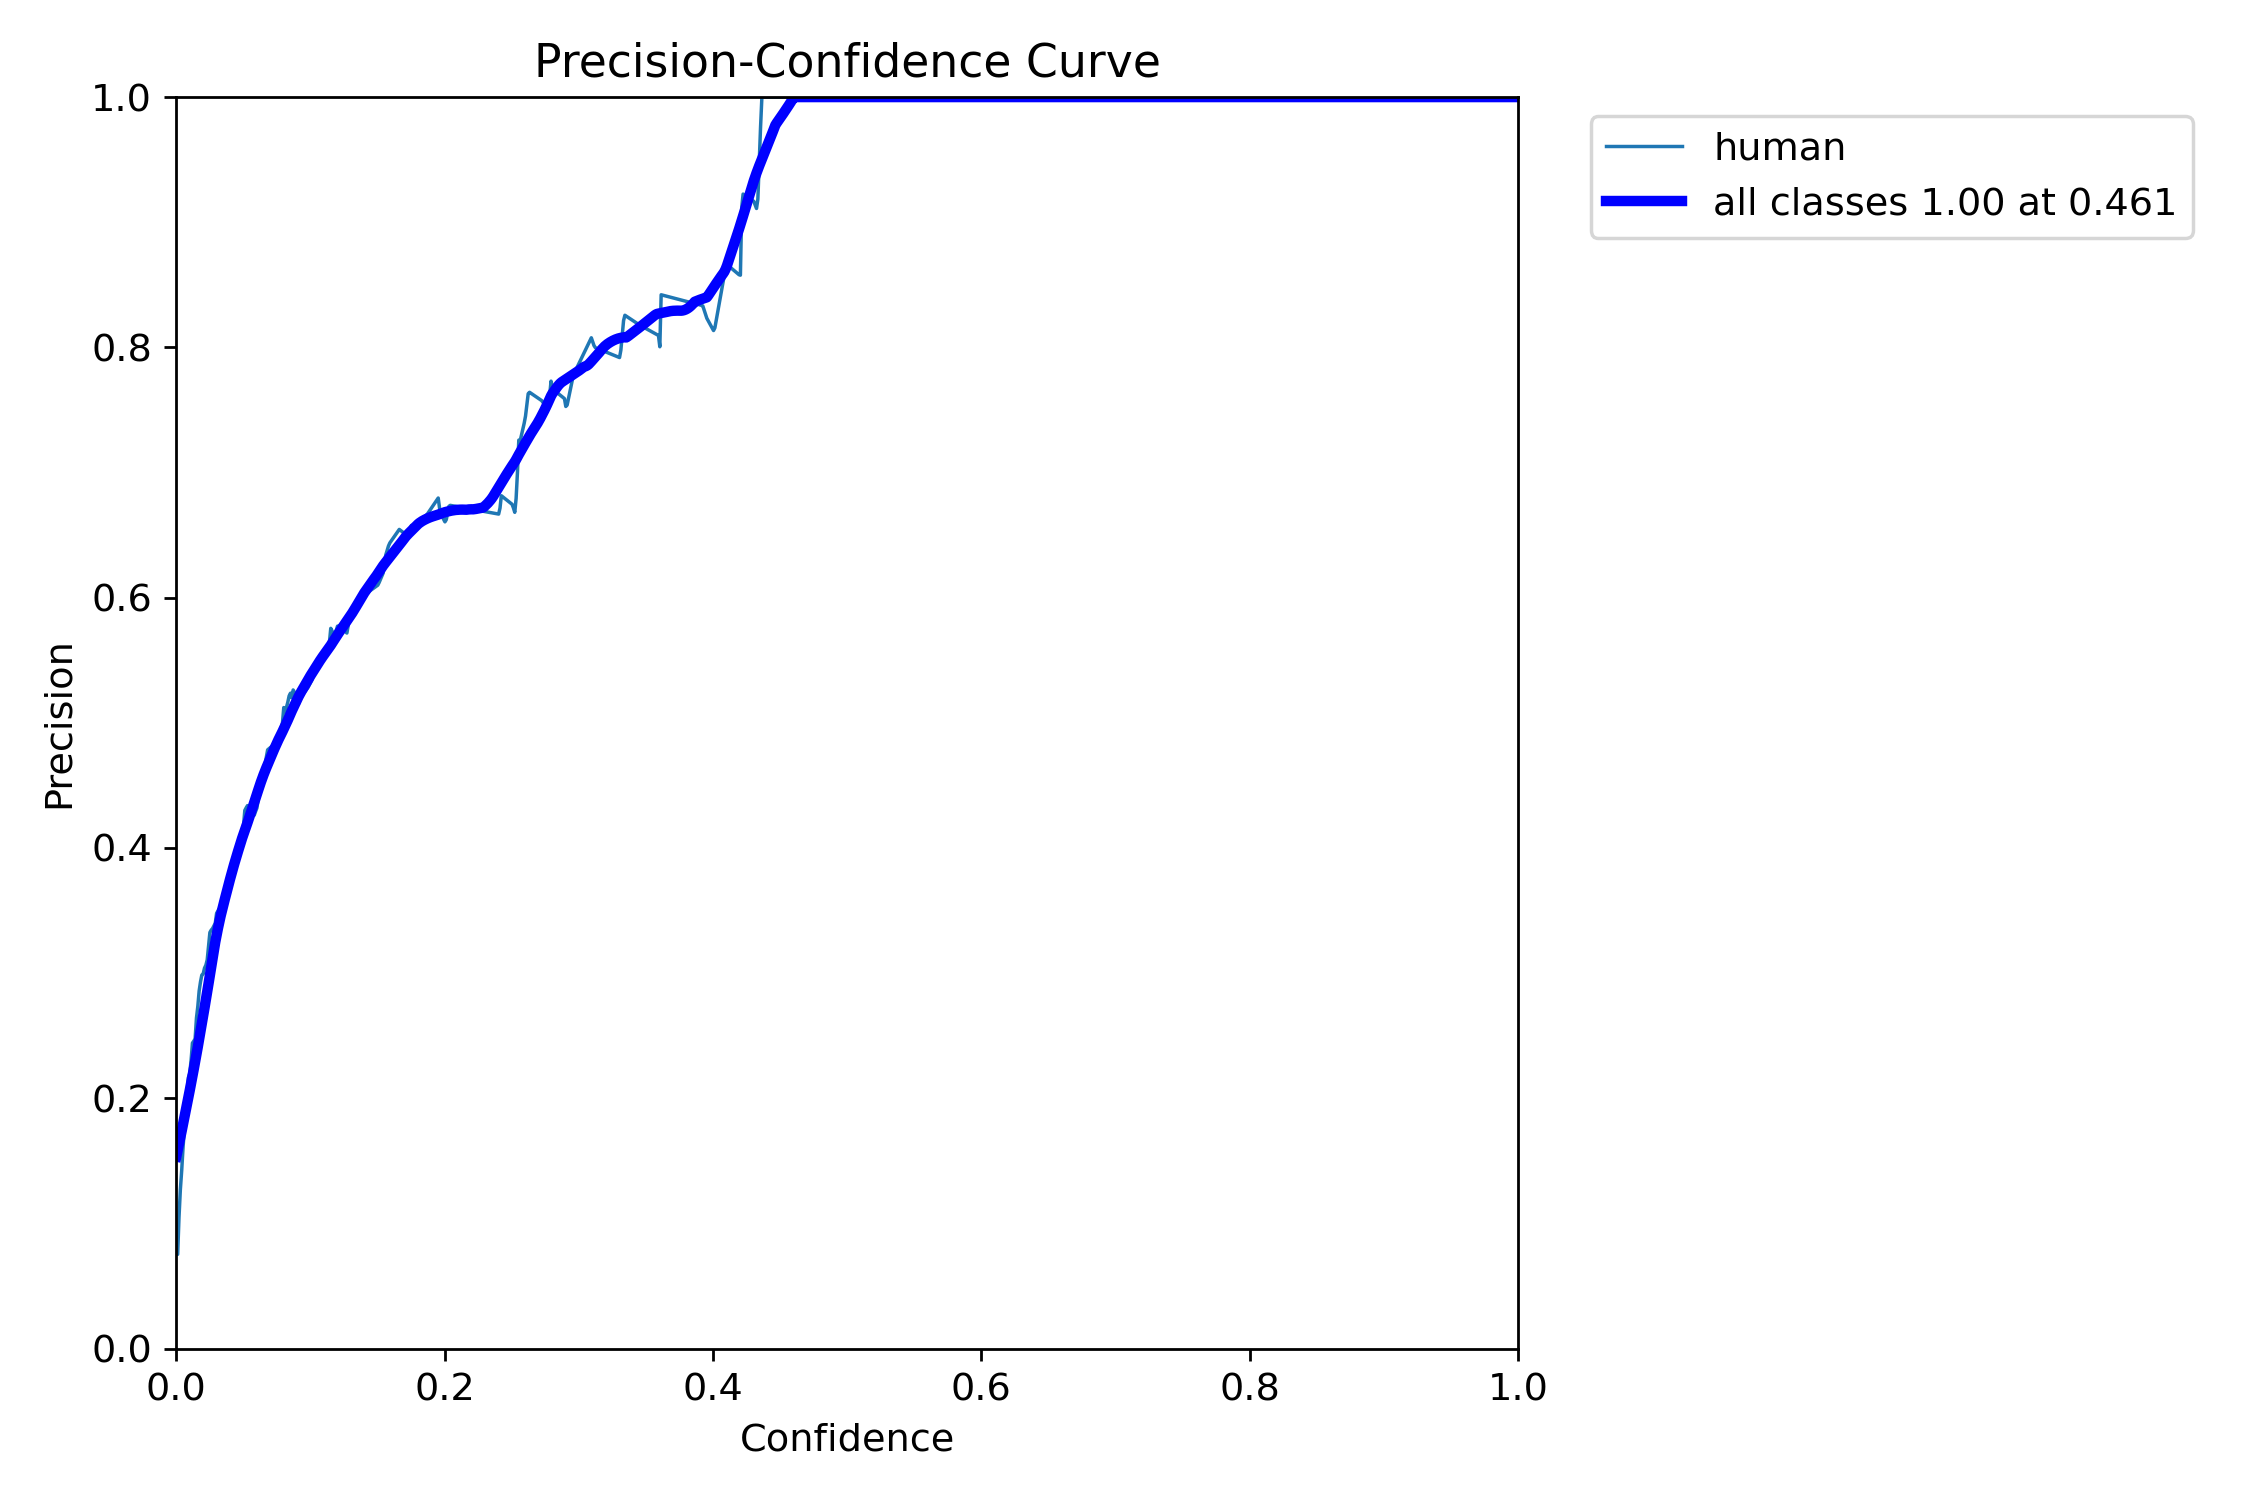 Precision-Confidence Curve
1.0
0.8
0.6
0.4
0.2
0.0
Precision
0.0 0.2 0.4 0.6 0.8 1.0
Confidence
human
all classes 1.00 at 0.461